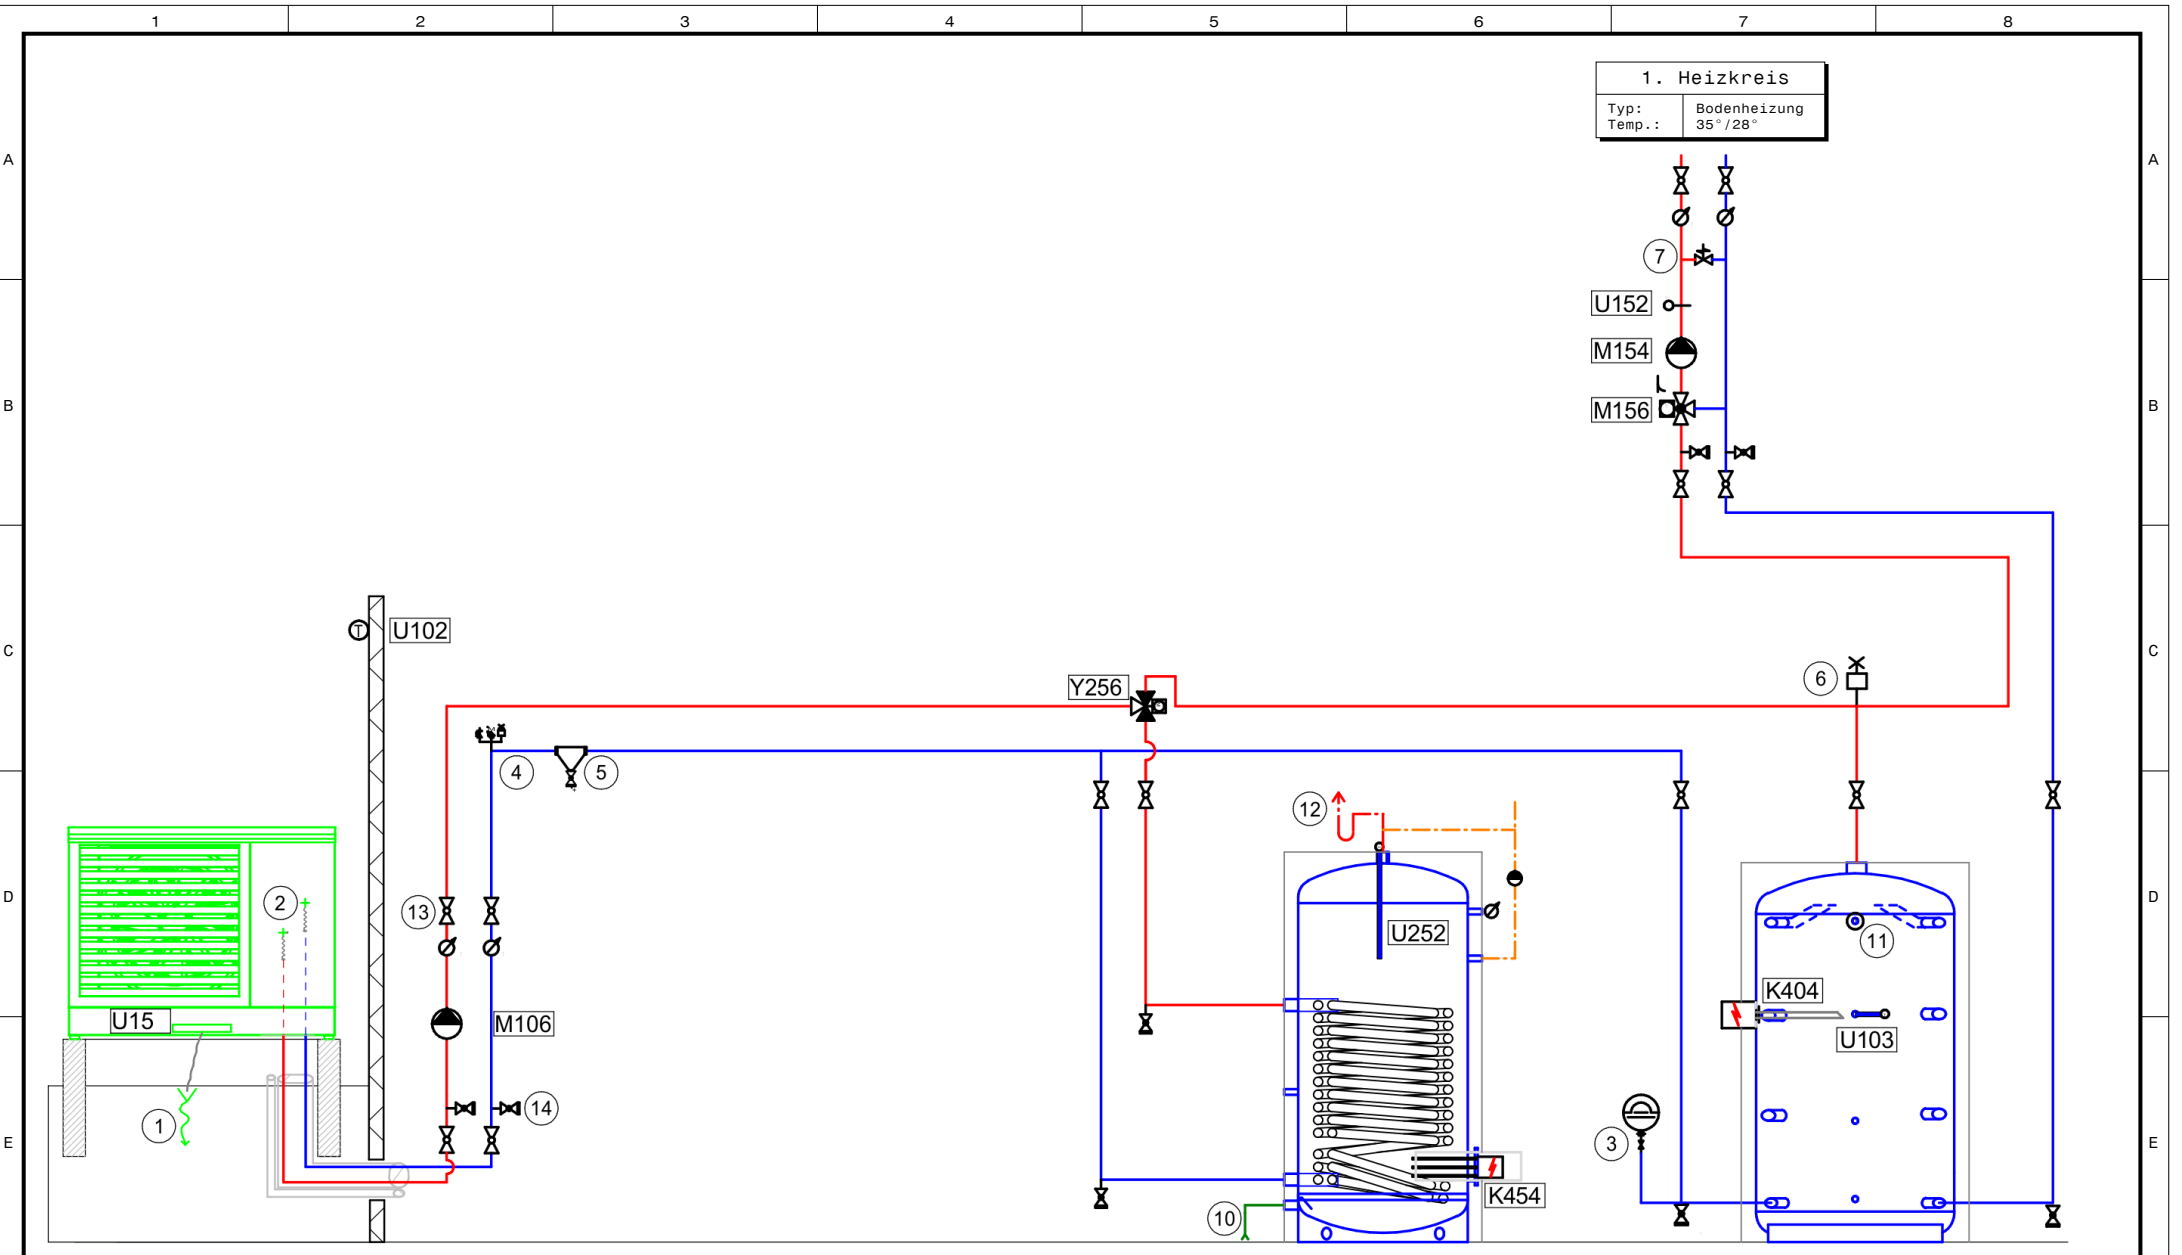 1 2 3 4 5 6 7 8
1. Heizkreis
Typ: Bodenheizung
Temp.: 35°/28°
A A
7
U152
M154
B B
M156
U102
T
C C
Y256
6
4 5
12
D D
2
13
U252
11
K404
U15
M106
U103
14
1
E E
3
K454
10